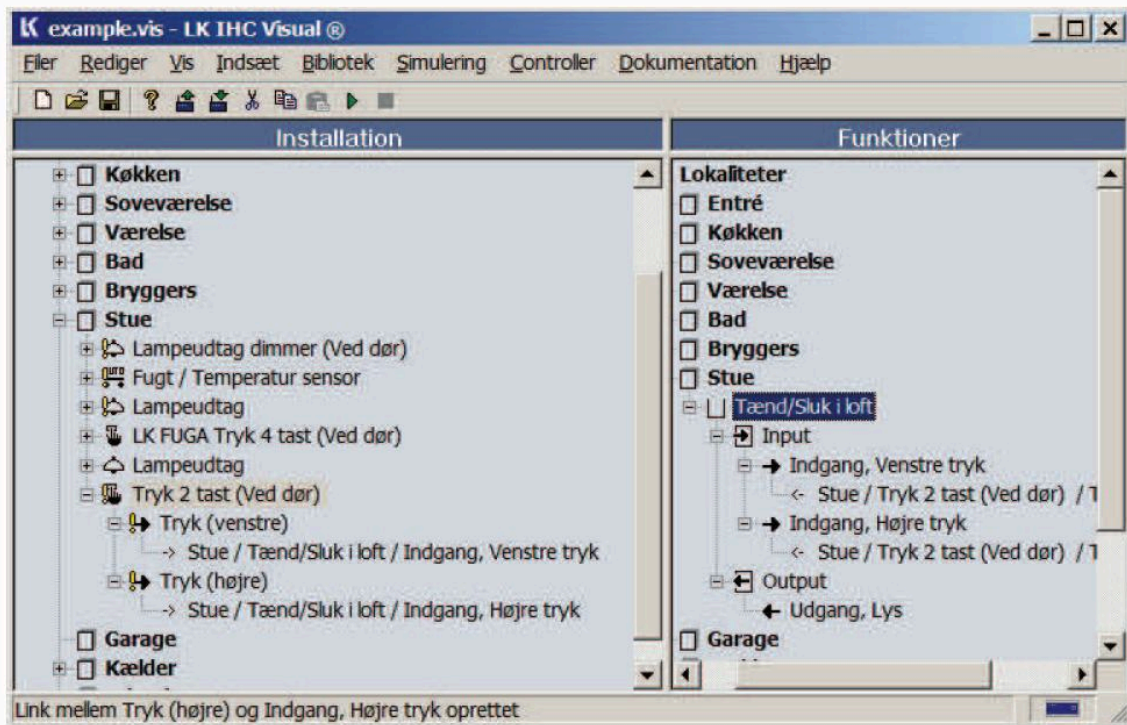 LK example.vis - LK IHC Visual ®
Filer Rediger Vis Indsæt Bibliotek Simulering Controller Dokumentation Hjælp
Installation
Køkken
Soveværelse
Værelse
Bad
Bryggers
Stue
Lampeudtag dimmer (Ved dør)
Fugt / Temperatur sensor
Lampeudtag
LK FUGA Tryk 4 tast (Ved dør)
Lampeudtag
Tryk 2 tast (Ved dør)
Tryk (venstre)
-> Stue / Tænd/Sluk i loft / Indgang, Venstre tryk
Tryk (højre)
-> Stue / Tænd/Sluk i loft / Indgang, Højre tryk
Garage
Kælder
Funktioner
Lokaliteter
Entré
Køkken
Soveværelse
Værelse
Bad
Bryggers
Stue
Tænd/Sluk i loft
Input
Indgang, Venstre tryk
<- Stue / Tryk 2 tast (Ved dør) / T
Indgang, Højre tryk
<- Stue / Tryk 2 tast (Ved dør) / T
Output
Udgang, Lys
Garage
Link mellem Tryk (højre) og Indgang, Højre tryk oprettet